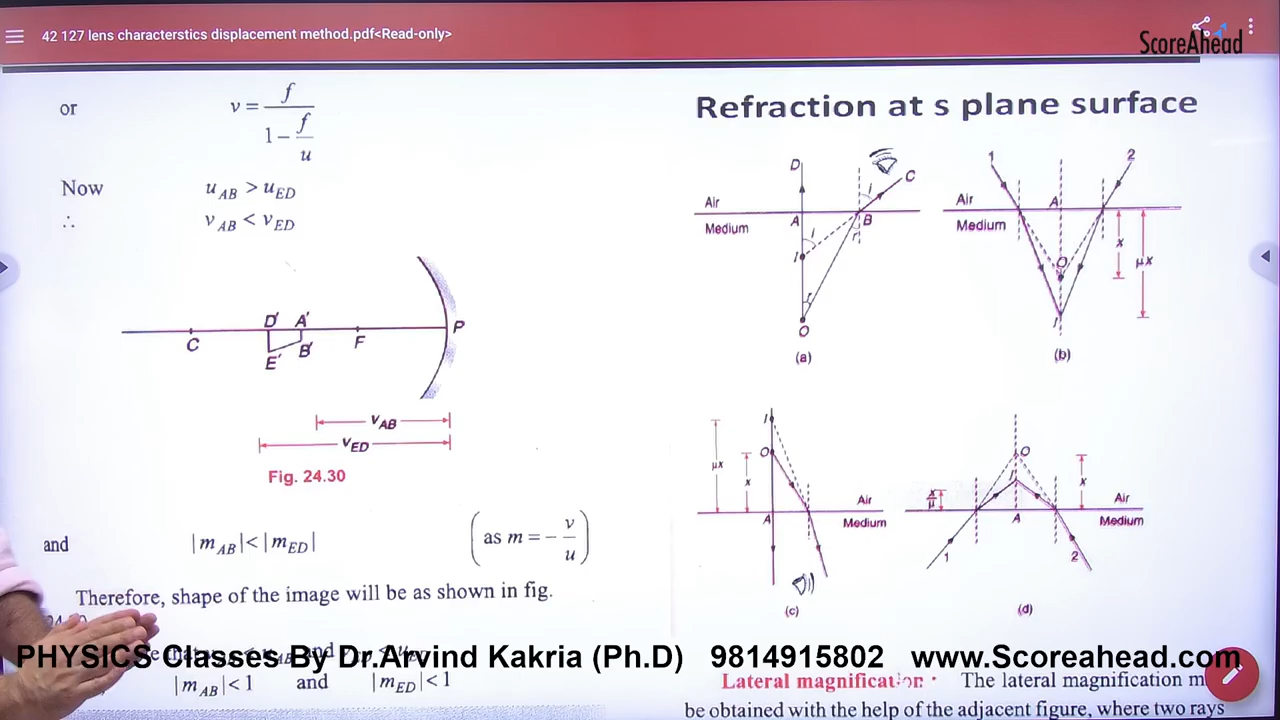 42 127 lens characterstics displacement method.pdf<Read-only>
ScoreAhead
or v = f / (1 – f/u)
Now u_AB > u_ED
∴ v_AB < v_ED
C D' A' F P
E' B'
v_AB
v_ED
Fig. 24.30
and |m_AB| < |m_ED| (as m = – v/u)
Therefore, shape of the image will be as shown in fig.
|m_AB| < 1 and |m_ED| < 1
Refraction at s plane surface
D i C
Air
A B
Medium
i r
I
r
O
(a)
1 2
Air A
Medium
x
O μx
I
(b)
I
O
μx x
Air
A Medium
(c)
O
I
x/μ x
Air
A Medium
1 2
(d)
PHYSICS Classes By Dr.Arvind Kakria (Ph.D) 9814915802 www.Scoreahead.com
Lateral magnification : The lateral magnification
be obtained with the help of the adjacent figure, where two rays